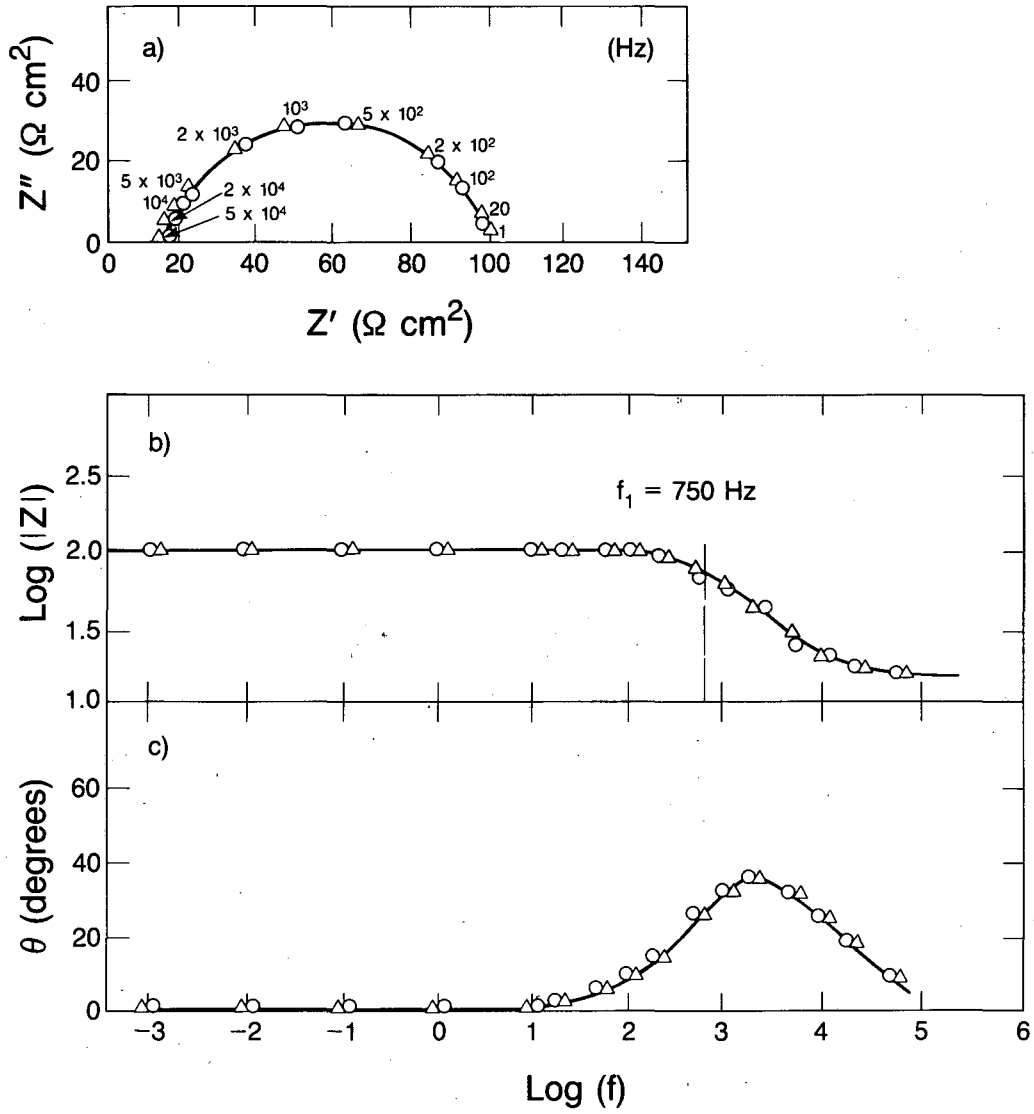 a)
(Hz)
Z″ (Ω cm²)
40
20
0
10³
5 × 10²
2 × 10³
2 × 10²
5 × 10³
10²
10⁴
2 × 10⁴
20
5 × 10⁴
1
0 20 40 60 80 100 120 140
Z′ (Ω cm²)
b)
Log (|Z|)
2.5
2.0
1.5
1.0
f₁ = 750 Hz
c)
θ (degrees)
60
40
20
0
−3 −2 −1 0 1 2 3 4 5 6
Log (f)